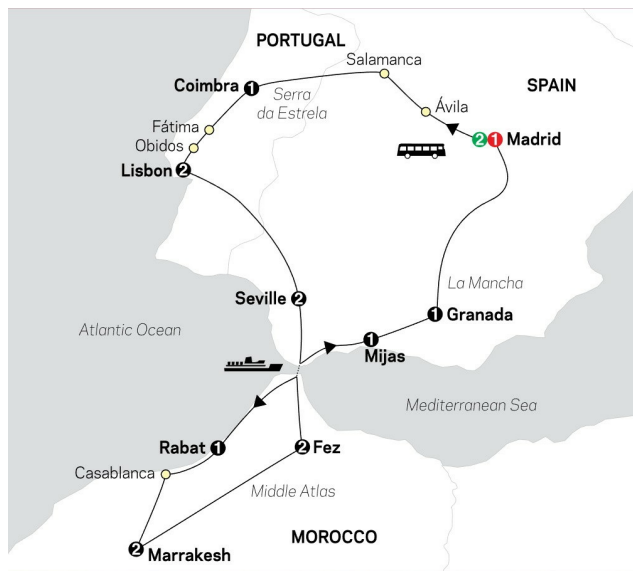 PORTUGAL
Salamanca
Coimbra 1
SPAIN
Serra
da Estrela
Ávila
Fátima
Obidos
2 1 Madrid
Lisbon 2
La Mancha
Seville 2
1 Granada
Atlantic Ocean
1
Mijas
Mediterranean Sea
Rabat 1
2 Fez
Casablanca
Middle Atlas
MOROCCO
2 Marrakesh